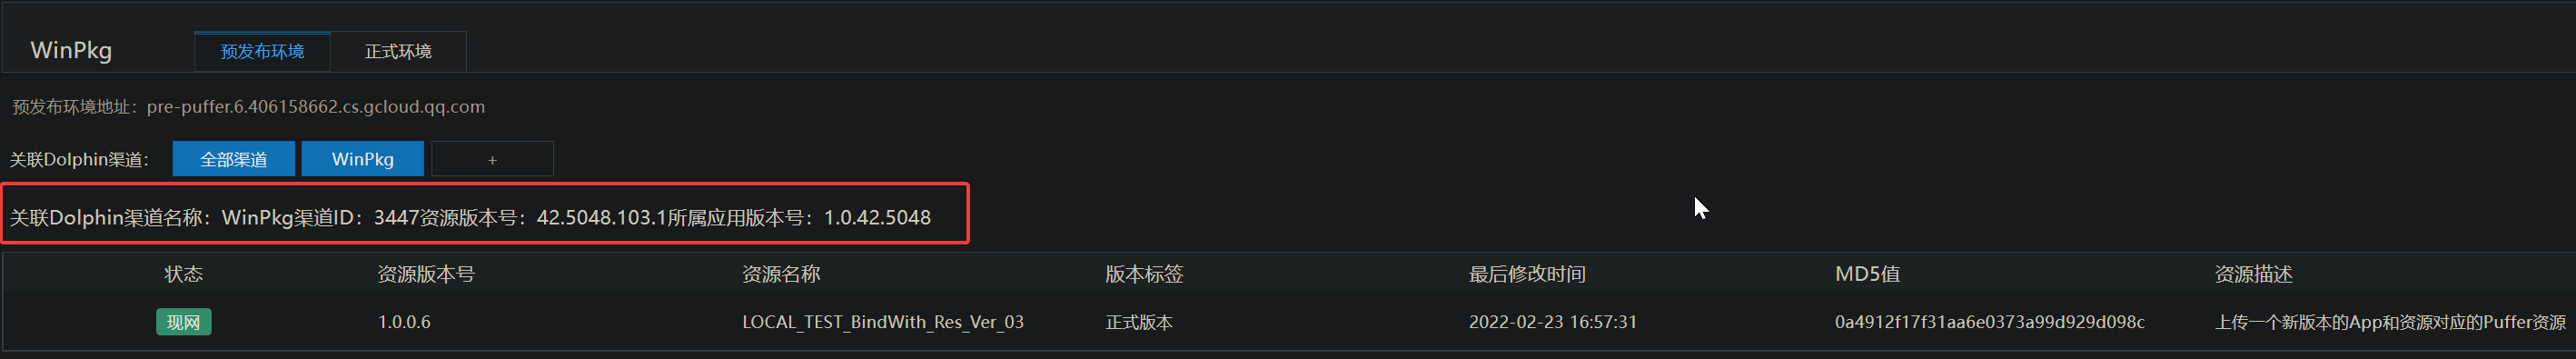 WinPkg 预发布环境 正式环境
预发布环境地址：pre-puffer.6.406158662.cs.gcloud.qq.com
关联Dolphin渠道： 全部渠道 WinPkg +
关联Dolphin渠道名称：WinPkg渠道ID：3447资源版本号：42.5048.103.1所属应用版本号：1.0.42.5048
状态 资源版本号 资源名称 版本标签 最后修改时间 MD5值 资源描述
现网 1.0.0.6 LOCAL_TEST_BindWith_Res_Ver_03 正式版本 2022-02-23 16:57:31 0a4912f17f31aa6e0373a99d929d098c 上传一个新版本的App和资源对应的Puffer资源